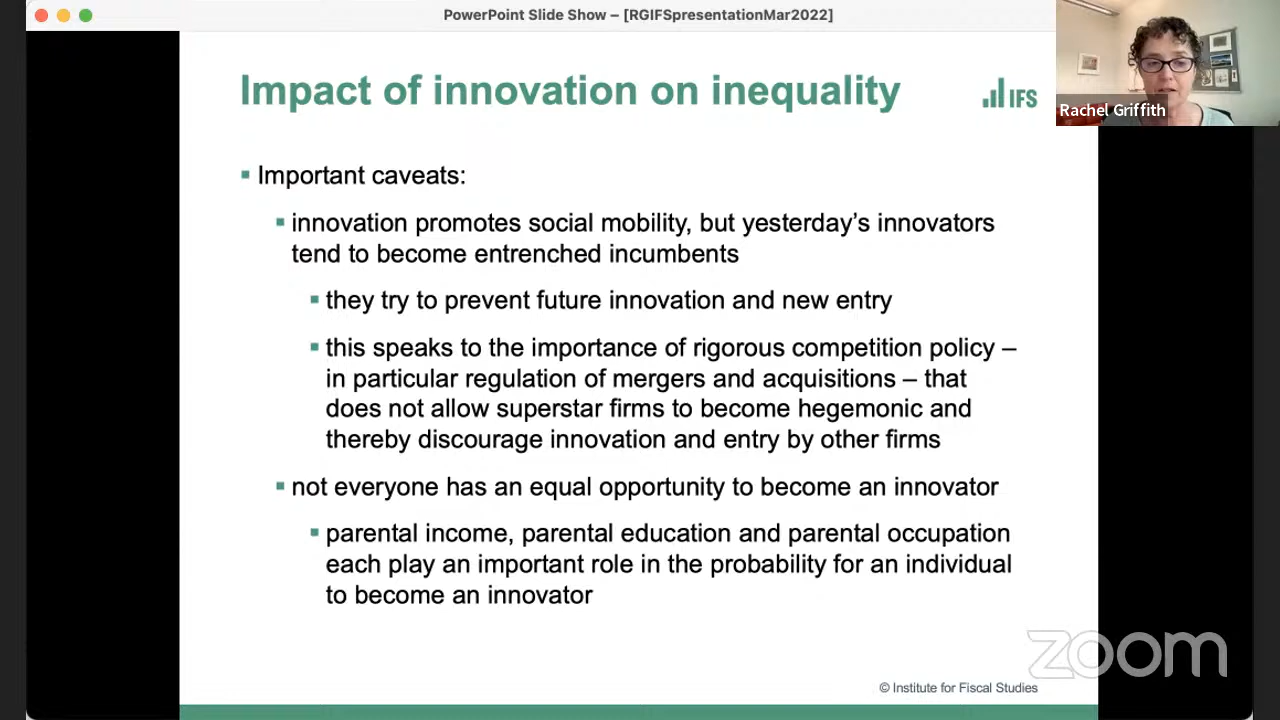 PowerPoint Slide Show – [RGIFSpresentationMar2022]
Impact of innovation on inequality
IFS
Rachel Griffith
Important caveats:
innovation promotes social mobility, but yesterday's innovators
tend to become entrenched incumbents
they try to prevent future innovation and new entry
this speaks to the importance of rigorous competition policy –
in particular regulation of mergers and acquisitions – that
does not allow superstar firms to become hegemonic and
thereby discourage innovation and entry by other firms
not everyone has an equal opportunity to become an innovator
parental income, parental education and parental occupation
each play an important role in the probability for an individual
to become an innovator
zoom
© Institute for Fiscal Studies